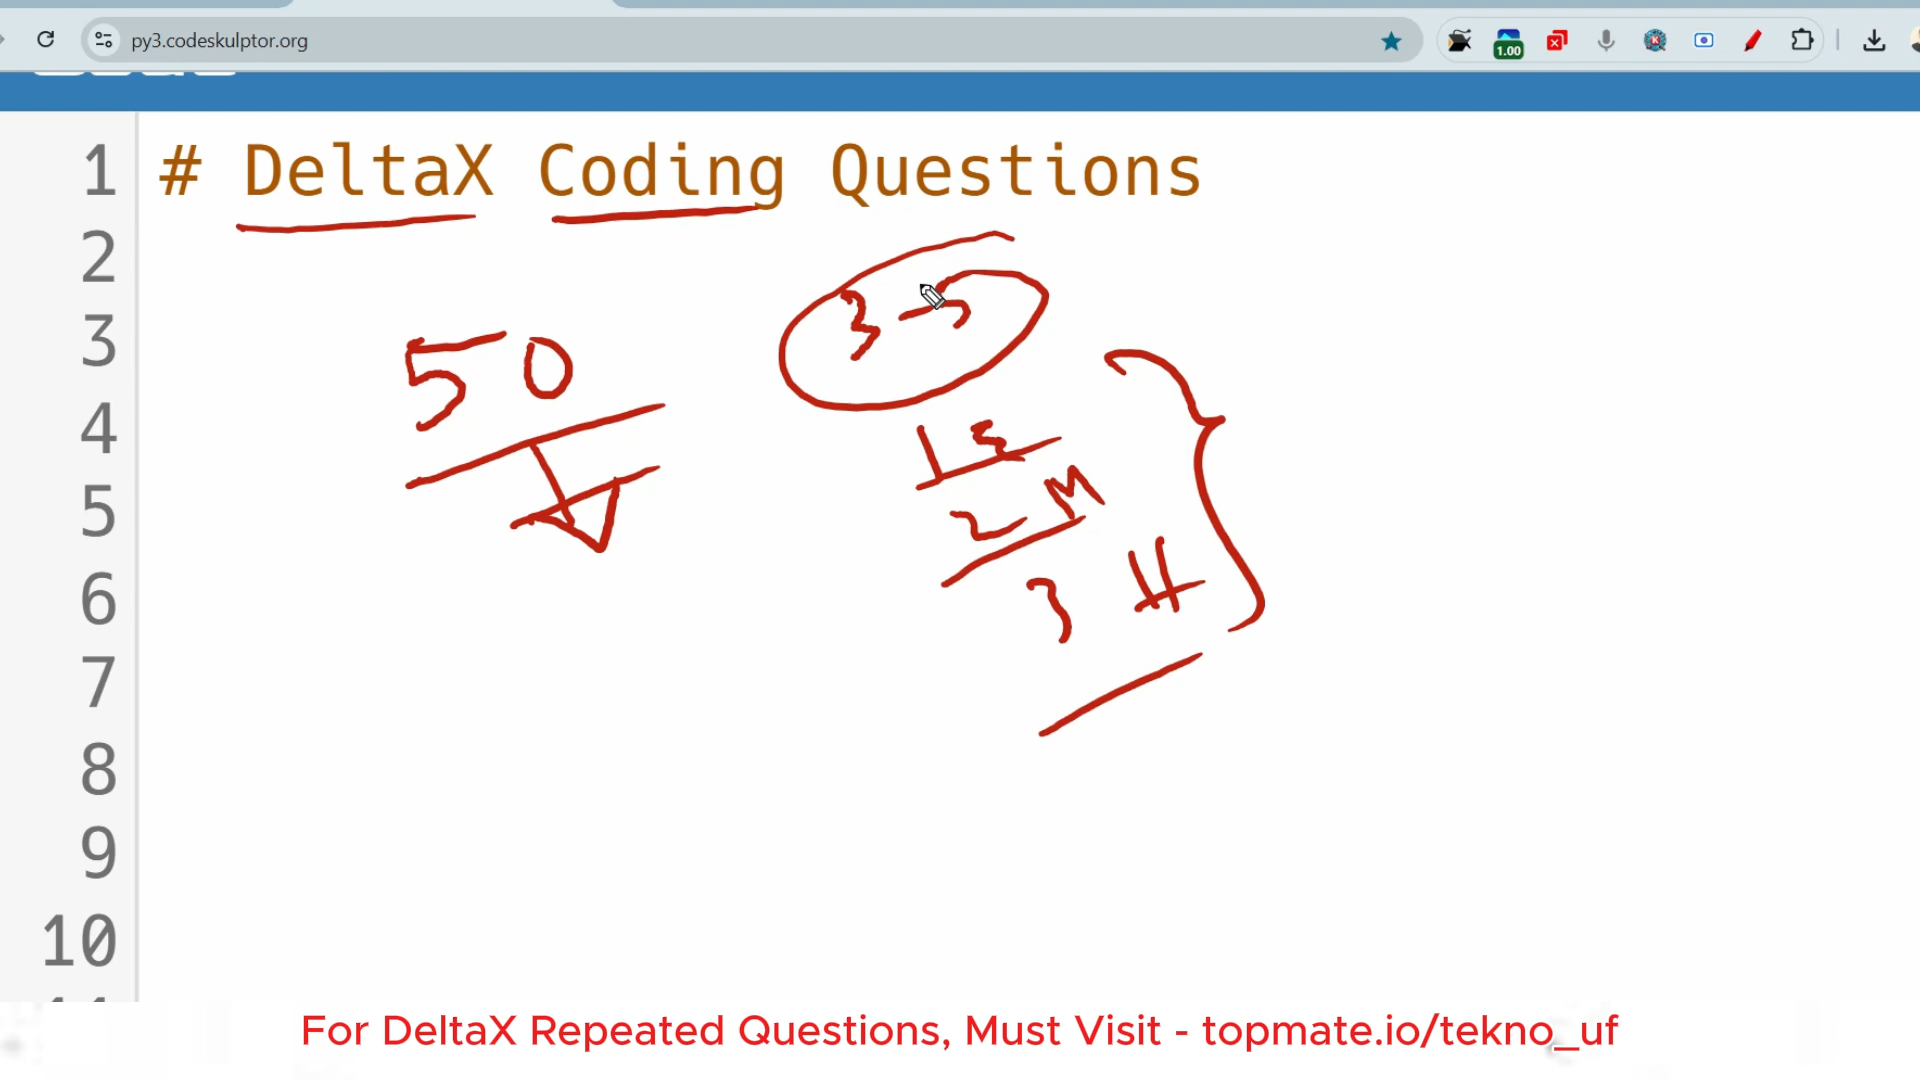 py3.codeskulptor.org
1.00
1 # DeltaX Coding Questions
2
3
4
5
6
7
8
9
10
3-5
50
1
2 M
3 H
For DeltaX Repeated Questions, Must Visit - topmate.io/tekno_uf